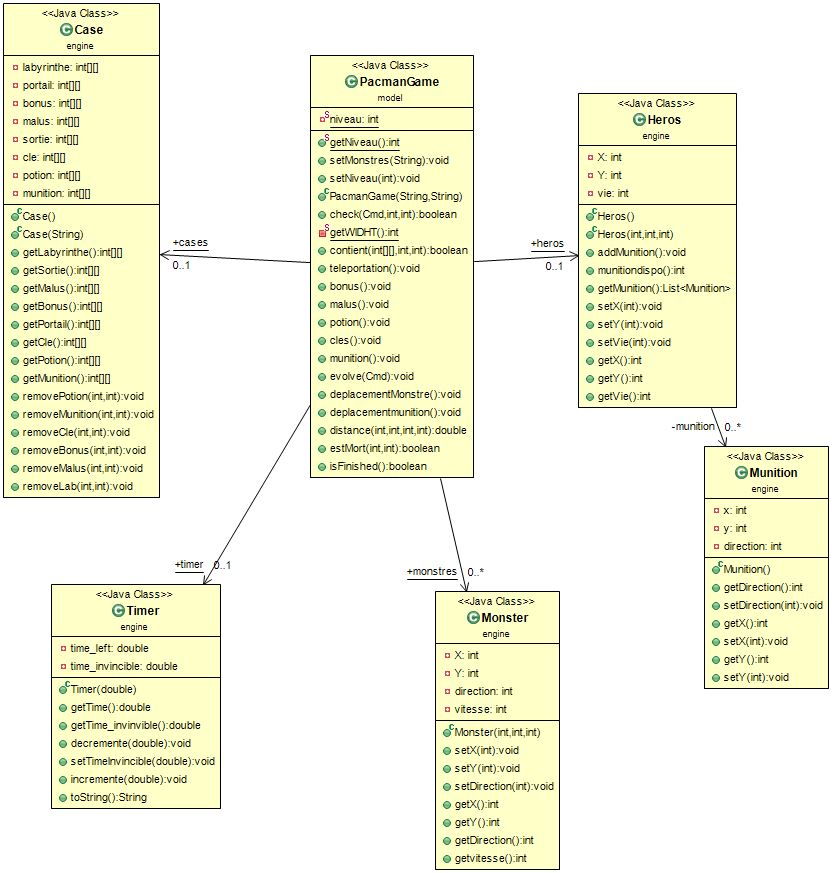 <<Java Class>>
Case
engine
labyrinthe: int[][]
portail: int[][]
bonus: int[][]
malus: int[][]
sortie: int[][]
cle: int[][]
potion: int[][]
munition: int[][]
Case()
Case(String)
getLabyrinthe():int[][]
getSortie():int[][]
getMalus():int[][]
getBonus():int[][]
getPortail():int[][]
getCle():int[][]
getPotion():int[][]
getMunition():int[][]
removePotion(int,int):void
removeMunition(int,int):void
removeCle(int,int):void
removeBonus(int,int):void
removeMalus(int,int):void
removeLab(int,int):void
+cases
0..1
<<Java Class>>
PacmanGame
model
niveau: int
getNiveau():int
setMonstres(String):void
setNiveau(int):void
PacmanGame(String,String)
check(Cmd,int,int):boolean
getWIDHT():int
contient(int[][],int,int):boolean
teleportation():void
bonus():void
malus():void
potion():void
cles():void
munition():void
evolve(Cmd):void
deplacementMonstre():void
deplacementmunition():void
distance(int,int,int,int):double
estMort(int,int):boolean
isFinished():boolean
+heros
0..1
<<Java Class>>
Heros
engine
X: int
Y: int
vie: int
Heros()
Heros(int,int,int)
addMunition():void
munitiondispo():int
getMunition():List<Munition>
setX(int):void
setY(int):void
setVie(int):void
getX():int
getY():int
getVie():int
-munition
0..*
<<Java Class>>
Munition
engine
x: int
y: int
direction: int
Munition()
getDirection():int
setDirection(int):void
getX():int
setX(int):void
getY():int
setY(int):void
+timer
0..1
<<Java Class>>
Timer
engine
time_left: double
time_invincible: double
Timer(double)
getTime():double
getTime_invinvible():double
decremente(double):void
setTimeInvincible(double):void
incremente(double):void
toString():String
+monstres
0..*
<<Java Class>>
Monster
engine
X: int
Y: int
direction: int
vitesse: int
Monster(int,int,int)
setX(int):void
setY(int):void
setDirection(int):void
getX():int
getY():int
getDirection():int
getvitesse():int